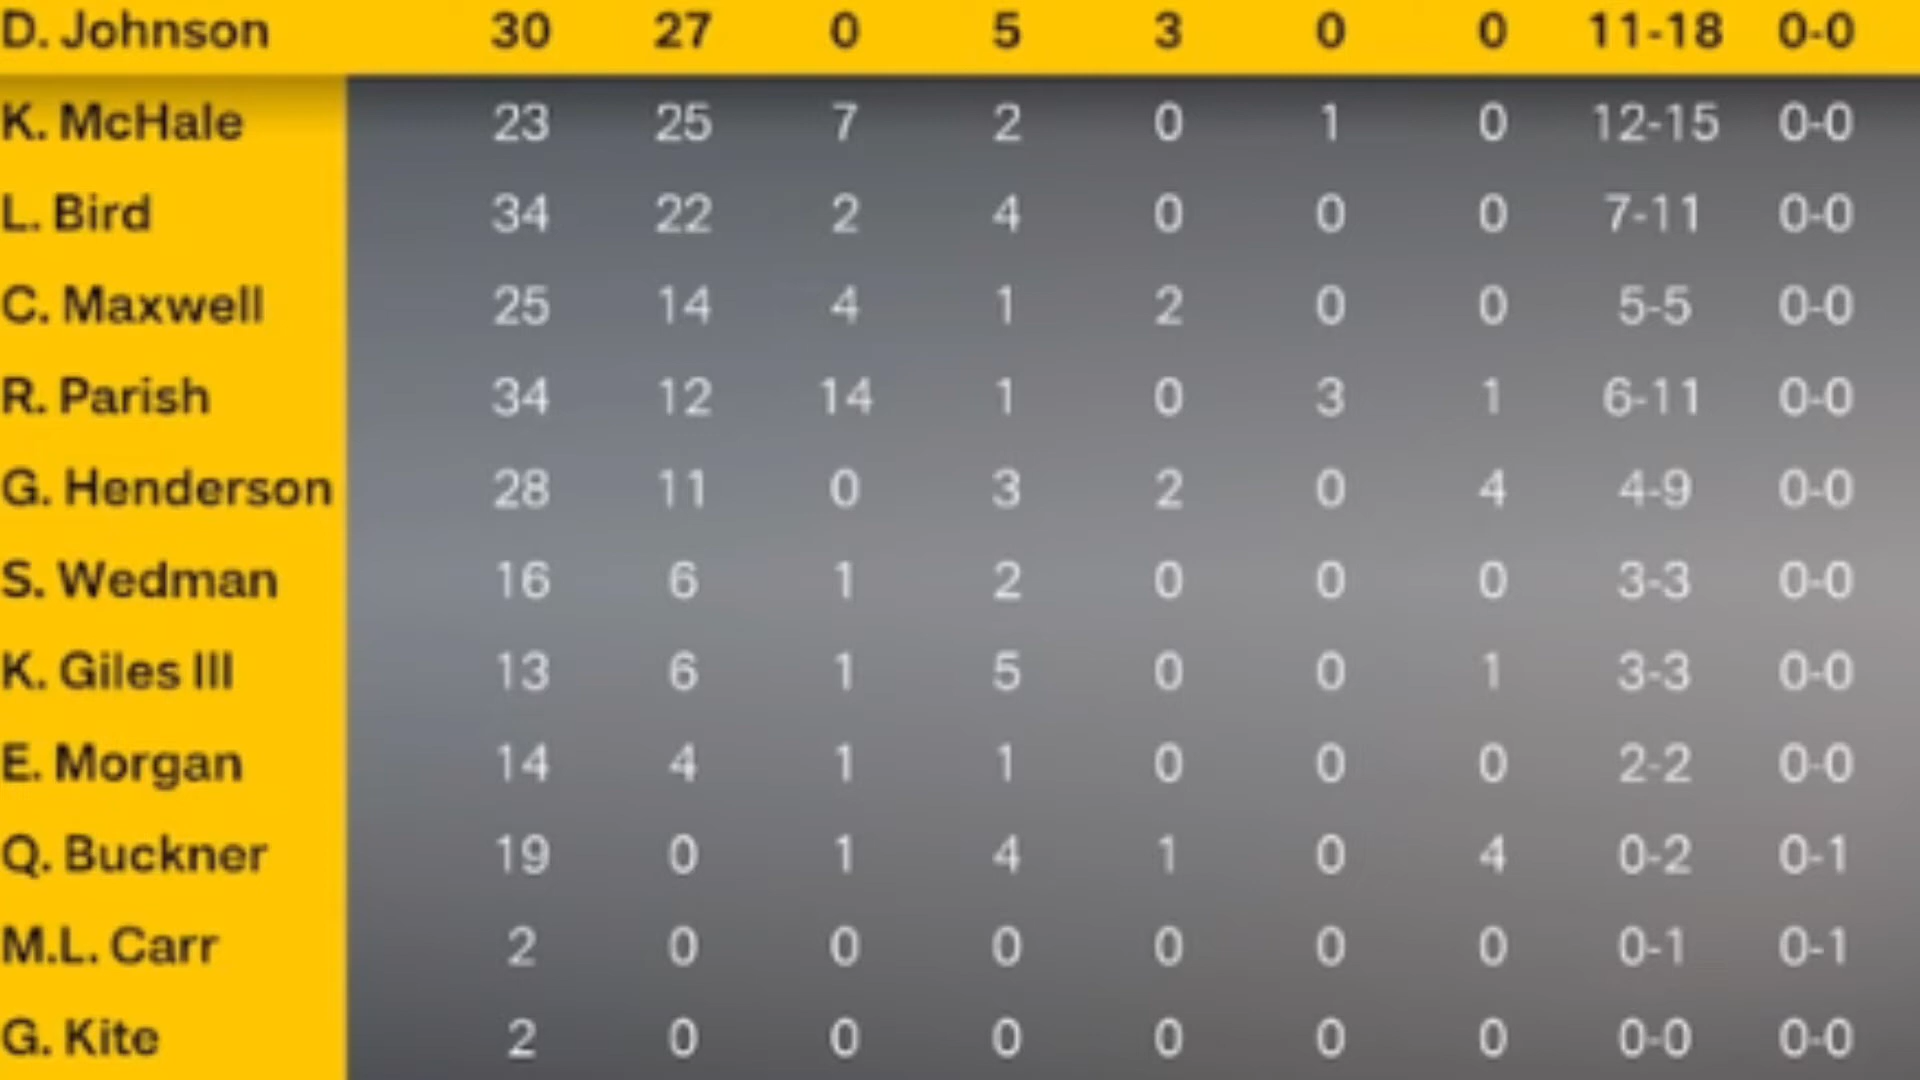 D. Johnson 30 27 0 5 3 0 0 11-18 0-0
K. McHale 23 25 7 2 0 1 0 12-15 0-0
L. Bird 34 22 2 4 0 0 0 7-11 0-0
C. Maxwell 25 14 4 1 2 0 0 5-5 0-0
R. Parish 34 12 14 1 0 3 1 6-11 0-0
G. Henderson 28 11 0 3 2 0 4 4-9 0-0
S. Wedman 16 6 1 2 0 0 0 3-3 0-0
K. Giles III 13 6 1 5 0 0 1 3-3 0-0
E. Morgan 14 4 1 1 0 0 0 2-2 0-0
Q. Buckner 19 0 1 4 1 0 4 0-2 0-1
M.L. Carr 2 0 0 0 0 0 0 0-1 0-1
G. Kite 2 0 0 0 0 0 0 0-0 0-0